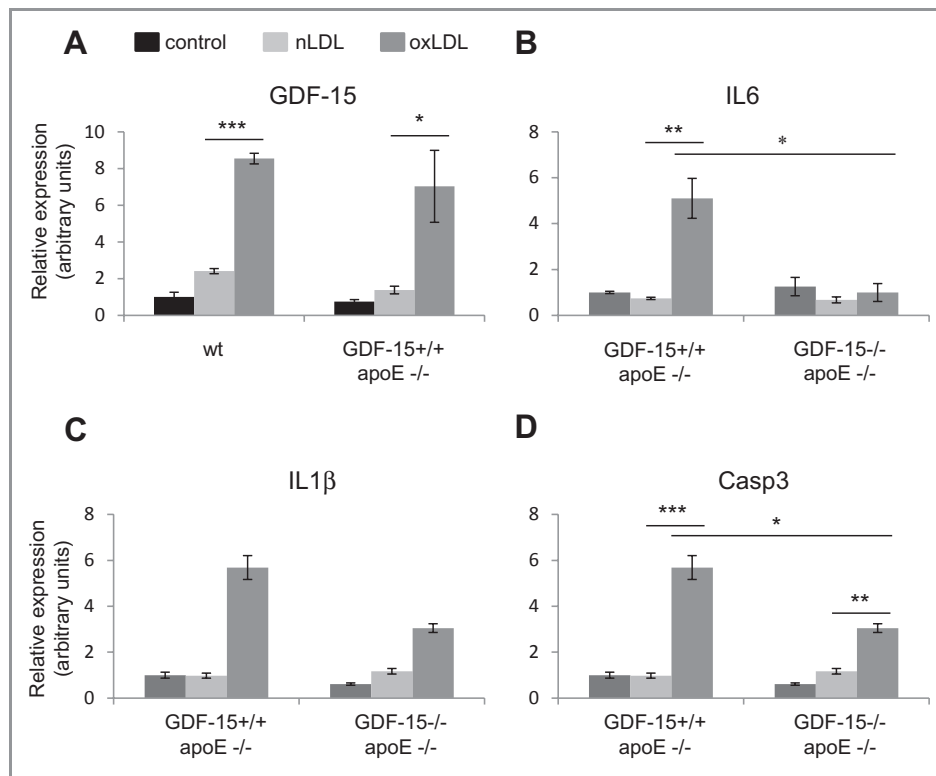 A
control nLDL oxLDL
GDF-15
Relative expression
(arbitrary units)
10
8
6
4
2
0
***
*
wt
GDF-15+/+
apoE -/-
B
IL6
8
6
4
2
0
**
*
GDF-15+/+
apoE -/-
GDF-15-/-
apoE -/-
C
IL1β
Relative expression
(arbitrary units)
8
6
4
2
0
GDF-15+/+
apoE -/-
GDF-15-/-
apoE -/-
D
Casp3
8
6
4
2
0
***
*
**
GDF-15+/+
apoE -/-
GDF-15-/-
apoE -/-